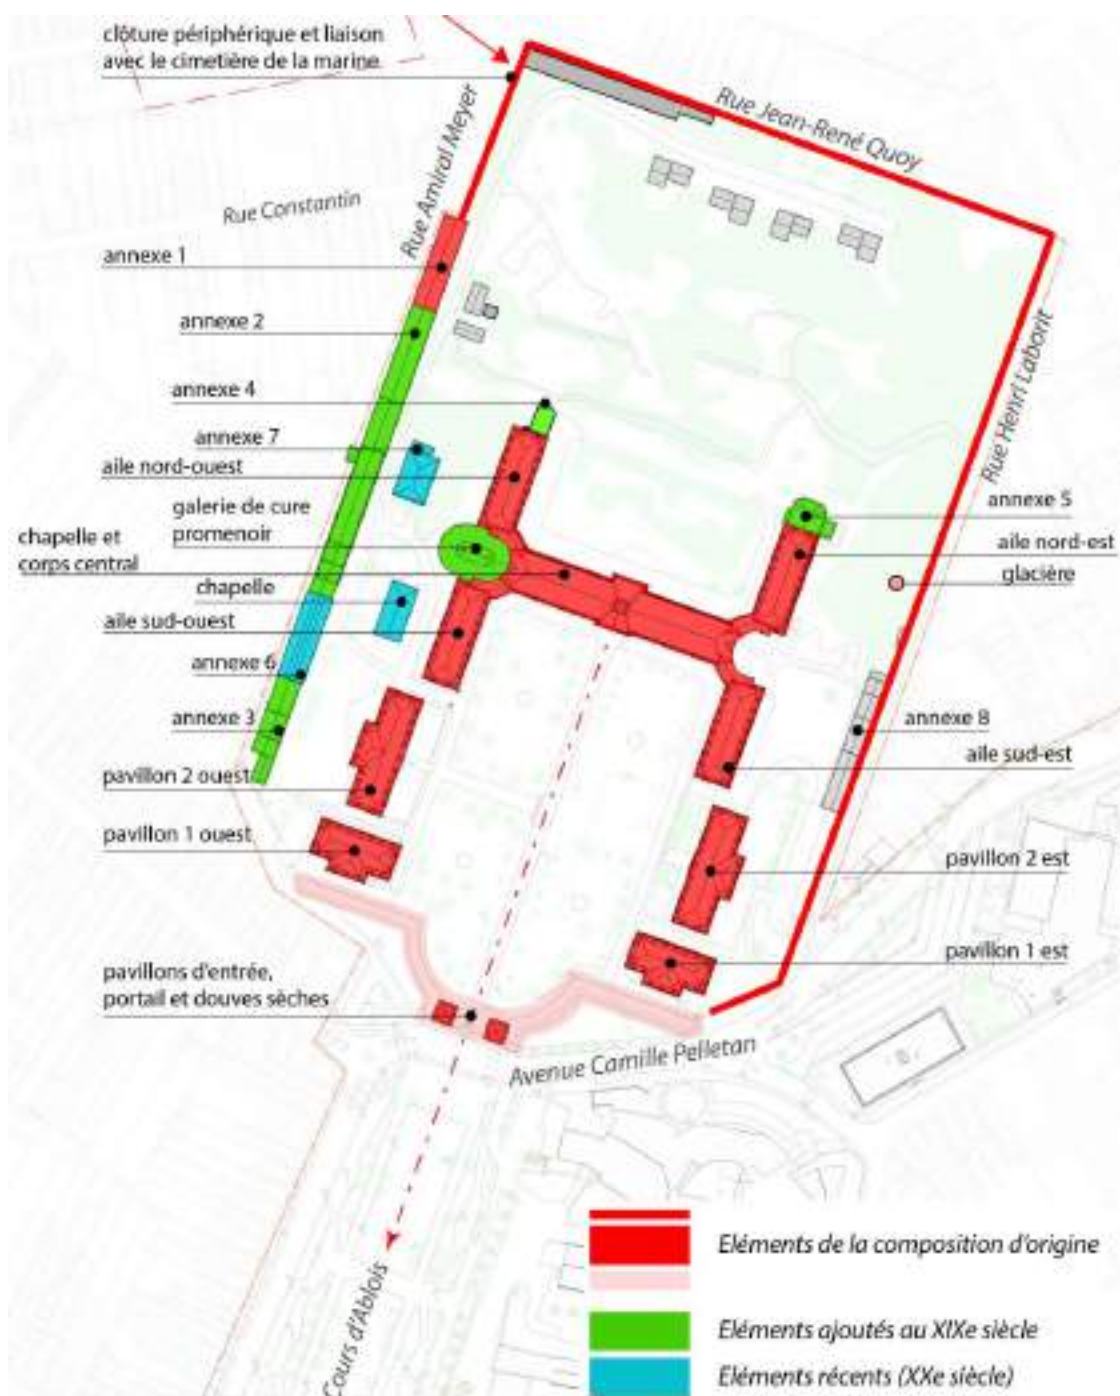 clôture périphérique et liaison
avec le cimetière de la marine
Rue Jean-René Quoy
Rue Amiral Meyer
Rue Constantin
annexe 1
annexe 2
annexe 4
annexe 7
aile nord-ouest
galerie de cure
promenoir
chapelle et
corps central
chapelle
aile sud-ouest
annexe 6
annexe 3
pavillon 2 ouest
pavillon 1 ouest
pavillons d'entrée,
portail et douves sèches
Rue Henri Laborit
annexe 5
aile nord-est
glacière
annexe 8
aile sud-est
pavillon 2 est
pavillon 1 est
Avenue Camille Pelletan
Cours d'Ablois
Eléments de la composition d'origine
Eléments ajoutés au XIXe siècle
Eléments récents (XXe siècle)